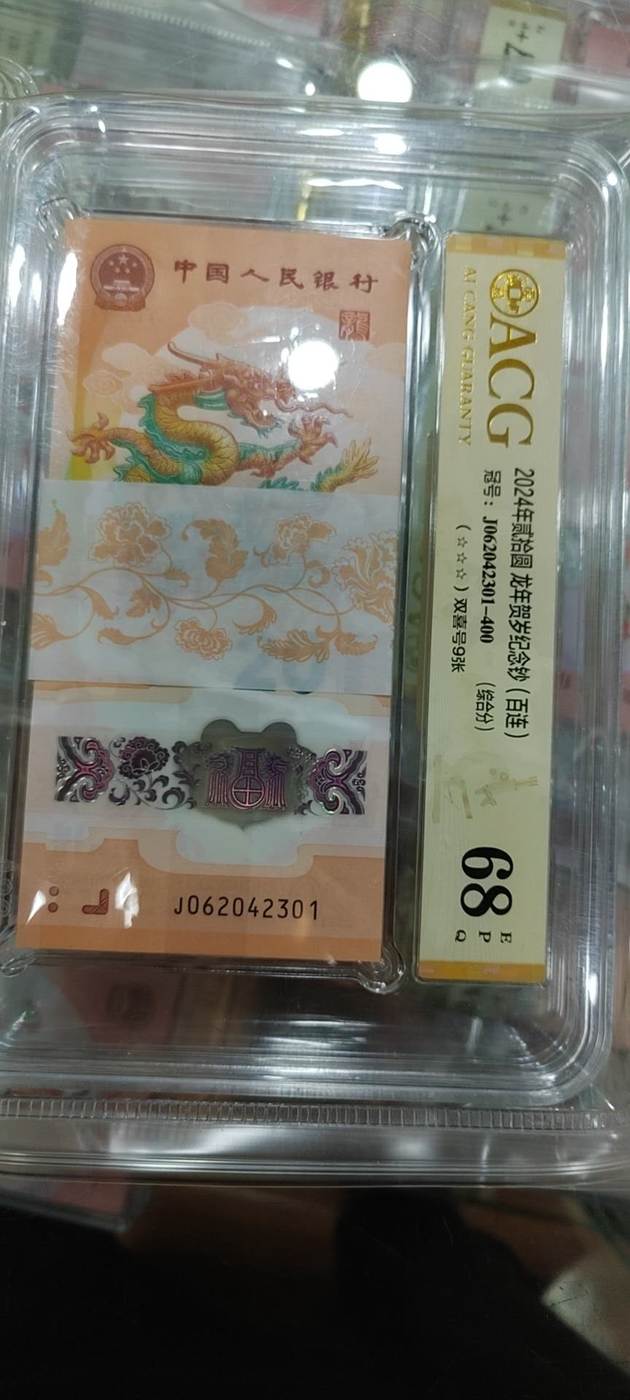 中国人民银行
龍
J062042301
ACG
AI CANG GUARANTY
2024年贰拾圆 龙年贺岁纪念钞（百连）
冠号：J062042301-400 （综合分）
（☆☆☆）双喜号9张
68
E
P
Q